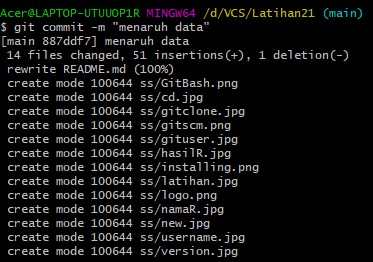 Acer@LAPTOP-UTUUOP1R MINGW64 /d/VCS/Latihan21 (main)
$ git commit -m "menaruh data"
[main 887ddf7] menaruh data
 14 files changed, 51 insertions(+), 1 deletion(-)
 rewrite README.md (100%)
 create mode 100644 ss/GitBash.png
 create mode 100644 ss/cd.jpg
 create mode 100644 ss/gitclone.jpg
 create mode 100644 ss/gitscm.png
 create mode 100644 ss/gituser.jpg
 create mode 100644 ss/hasilR.jpg
 create mode 100644 ss/installing.png
 create mode 100644 ss/latihan.jpg
 create mode 100644 ss/logo.png
 create mode 100644 ss/namaR.jpg
 create mode 100644 ss/new.jpg
 create mode 100644 ss/username.jpg
 create mode 100644 ss/version.jpg